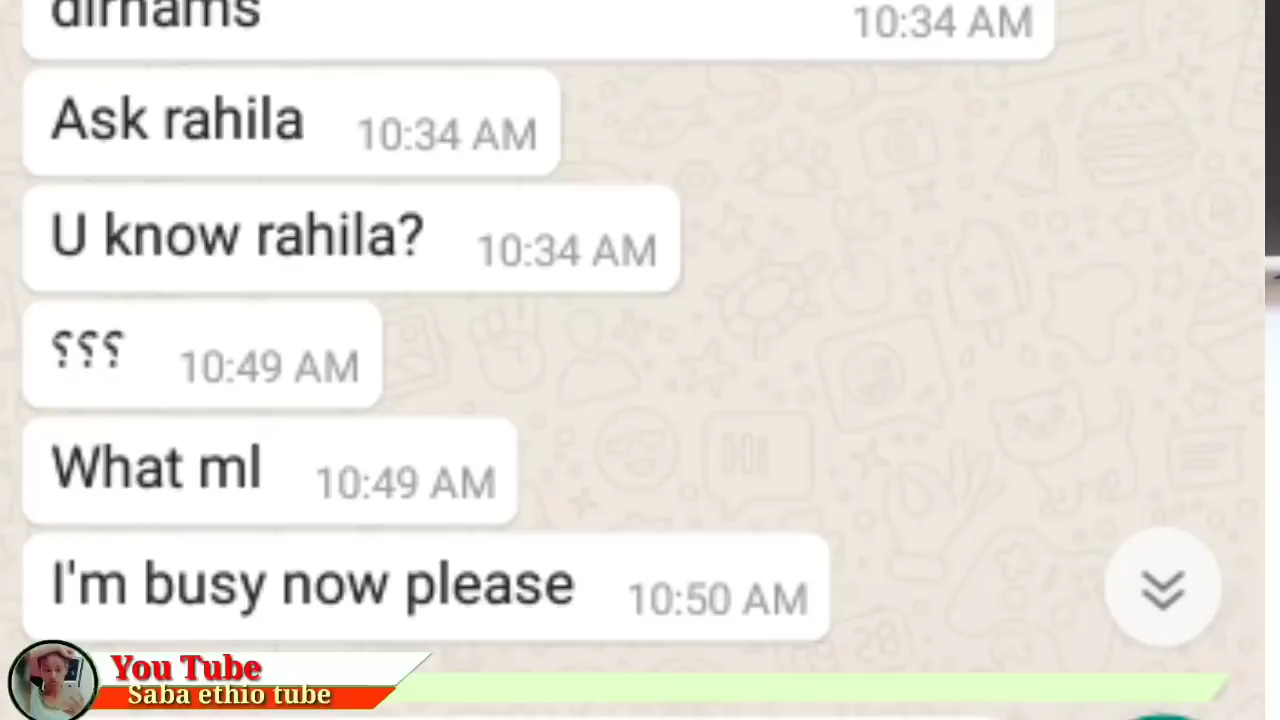 dirhams 10:34 AM
Ask rahila 10:34 AM
U know rahila? 10:34 AM
؟؟؟ 10:49 AM
What ml 10:49 AM
I'm busy now please 10:50 AM
You Tube
Saba ethio tube